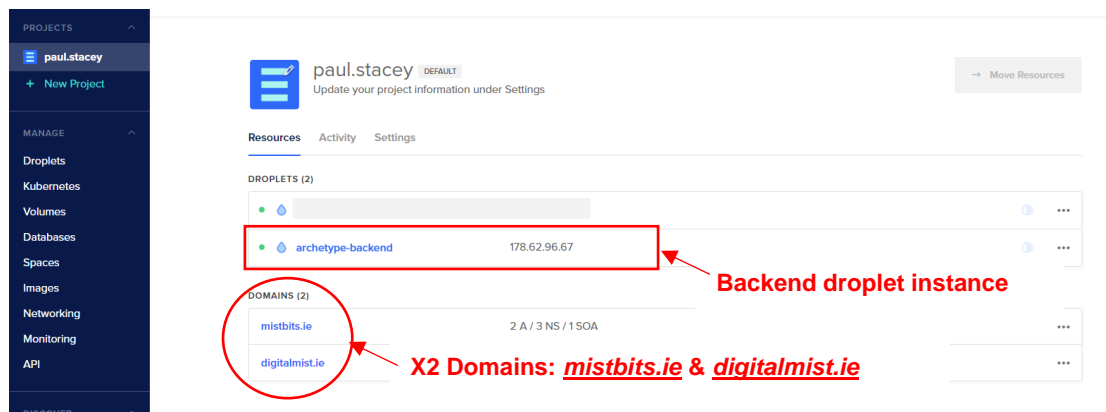 PROJECTS
paul.stacey
+ New Project
MANAGE
Droplets
Kubernetes
Volumes
Databases
Spaces
Images
Networking
Monitoring
API
DISCOVER
paul.stacey DEFAULT
Update your project information under Settings
→ Move Resources
Resources Activity Settings
DROPLETS (2)
archetype-backend 178.62.96.67
Backend droplet instance
DOMAINS (2)
mistbits.ie 2 A / 3 NS / 1 SOA
digitalmist.ie
X2 Domains: mistbits.ie & digitalmist.ie